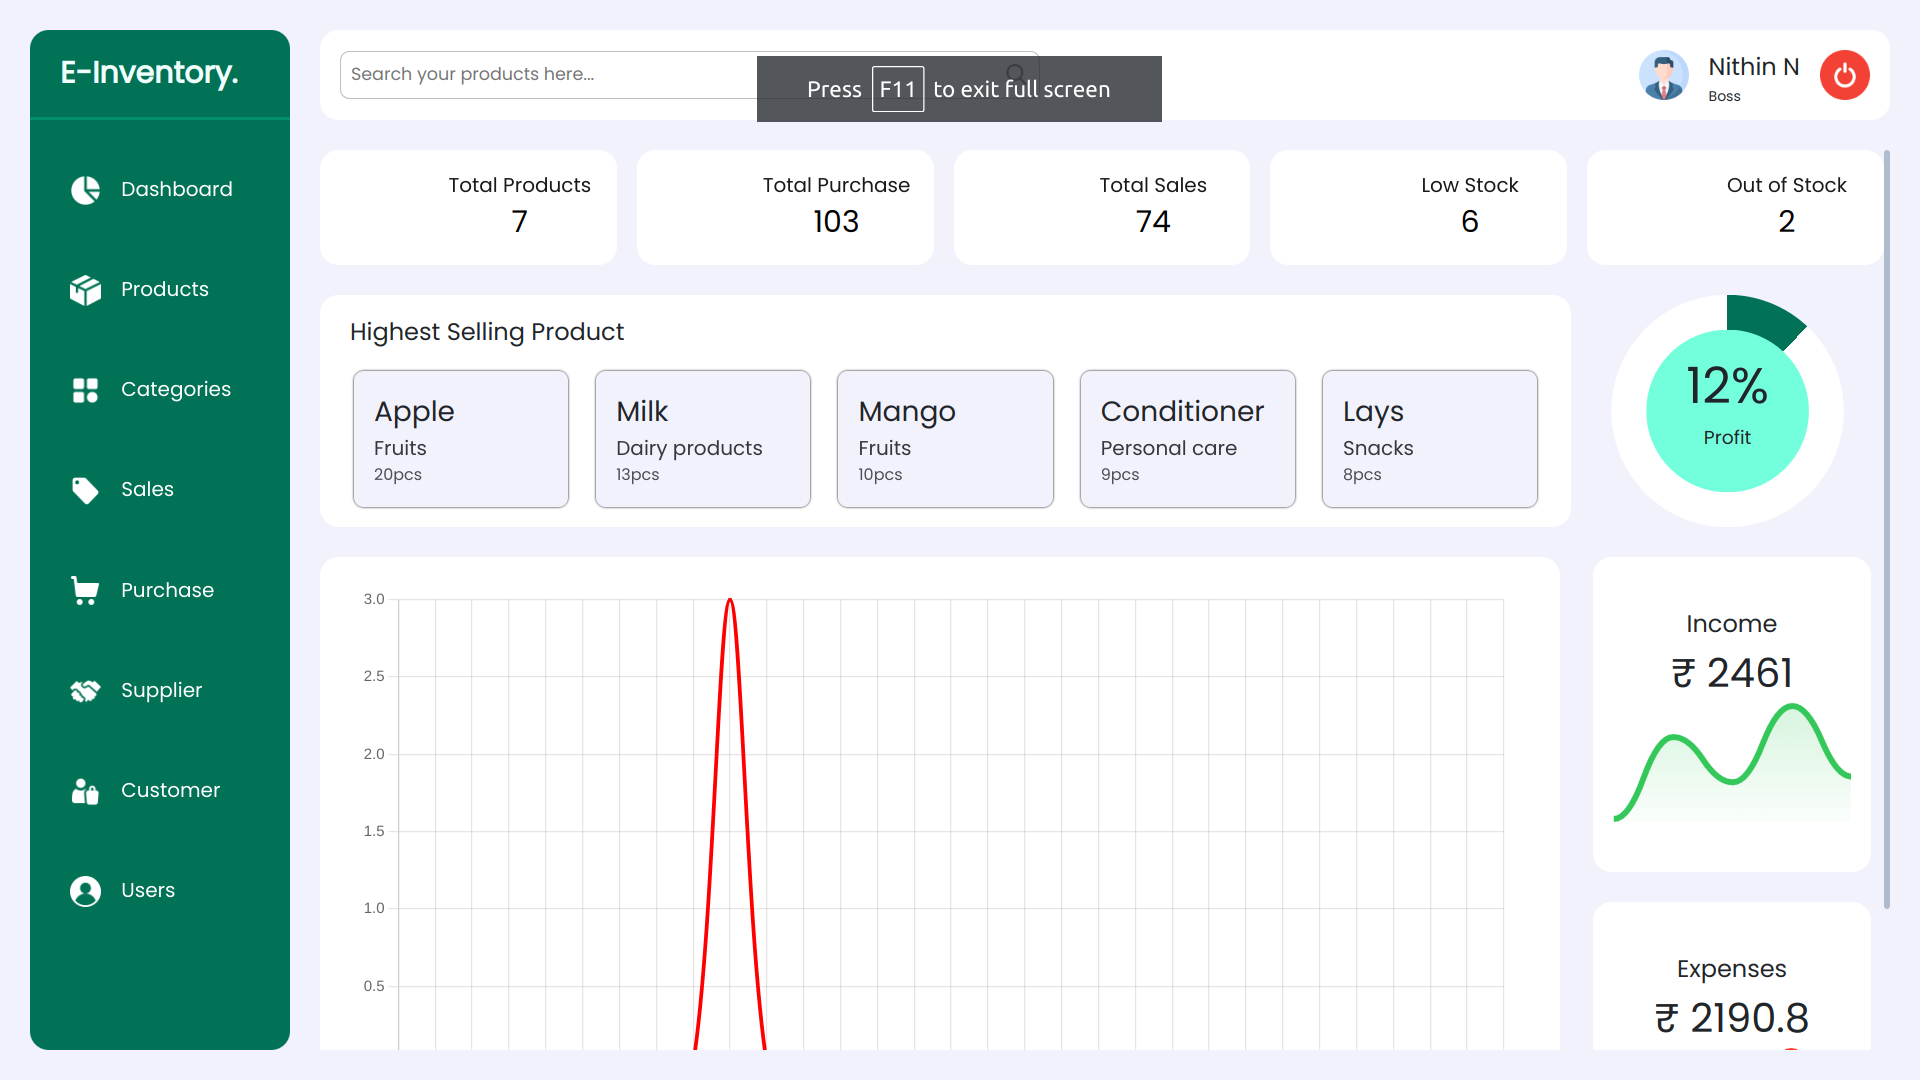 E-Inventory.
Dashboard
Products
Categories
Sales
Purchase
Supplier
Customer
Users
Search your products here...
Press F11 to exit full screen
Nithin N
Boss
Total Products
7
Total Purchase
103
Total Sales
74
Low Stock
6
Out of Stock
2
Highest Selling Product
Apple
Fruits
20pcs
Milk
Dairy products
13pcs
Mango
Fruits
10pcs
Conditioner
Personal care
9pcs
Lays
Snacks
8pcs
12%
Profit
3.0
2.5
2.0
1.5
1.0
0.5
Income
₹ 2461
Expenses
₹ 2190.8